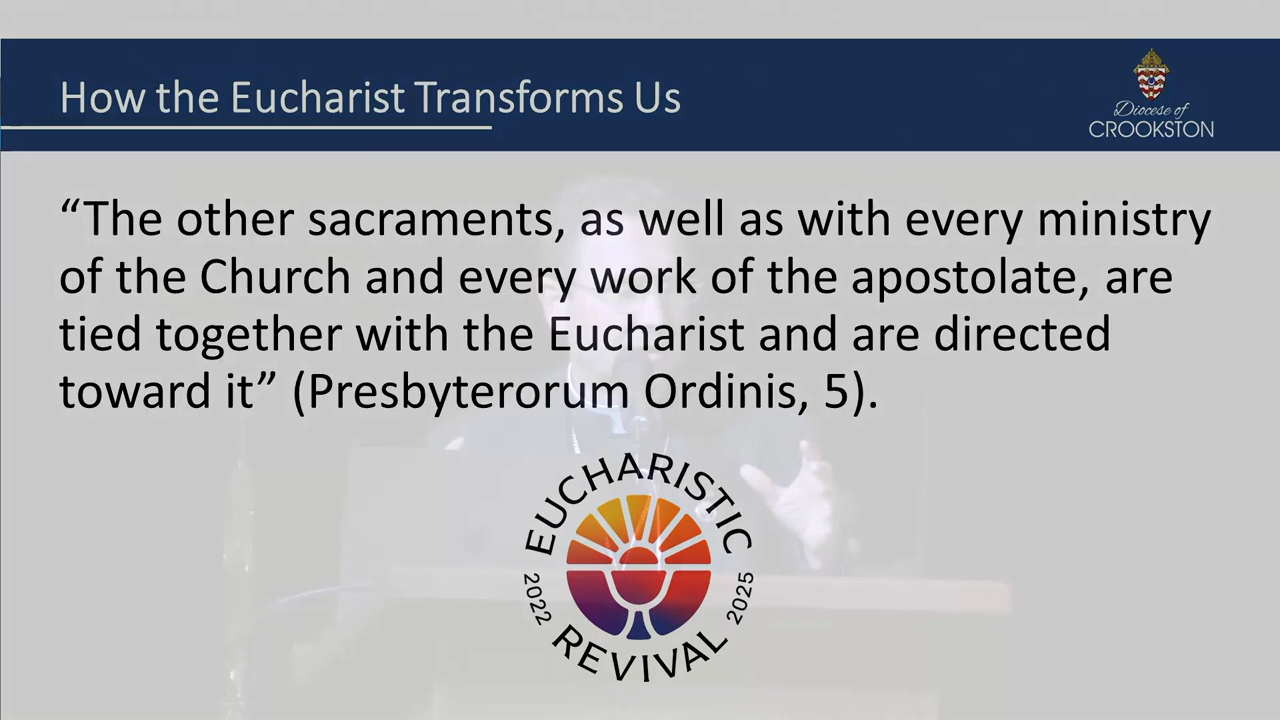 How the Eucharist Transforms Us
Diocese of
CROOKSTON
“The other sacraments, as well as with every ministry
of the Church and every work of the apostolate, are
tied together with the Eucharist and are directed
toward it” (Presbyterorum Ordinis, 5).
EUCHARISTIC
2022
2025
REVIVAL